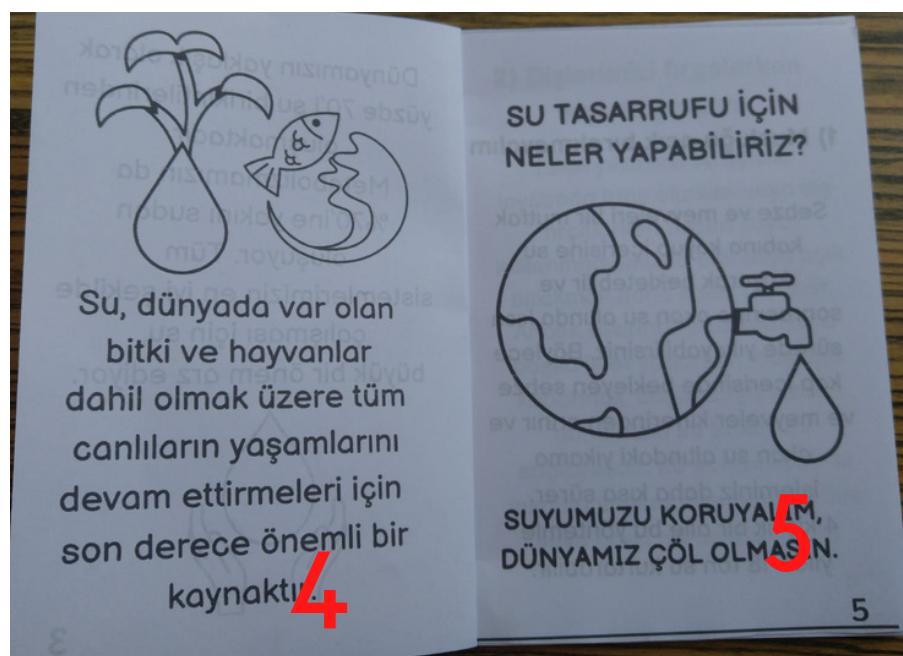 Su, dünyada var olan
bitki ve hayvanlar
dahil olmak üzere tüm
canlıların yaşamlarını
devam ettirmeleri için
son derece önemli bir
kaynaktır.
4
SU TASARRUFU İÇİN
NELER YAPABİLİRİZ?
SUYUMUZU KORUYALIM,
DÜNYAMIZ ÇÖL OLMASIN.
5
5